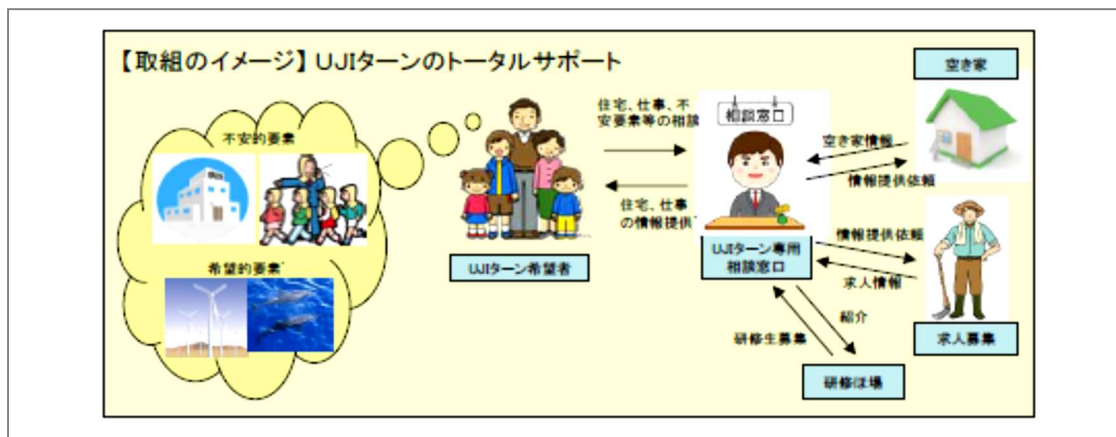 【取組のイメージ】UJIターンのトータルサポート
不安的要素
希望的要素
UJIターン希望者
住宅、仕事、不
安要素等の相談
住宅、仕事
の情報提供
相談窓口
UJIターン専用
相談窓口
空き家
空き家情報
情報提供依頼
情報提供依頼
求人情報
求人募集
紹介
研修生募集
研修ほ場